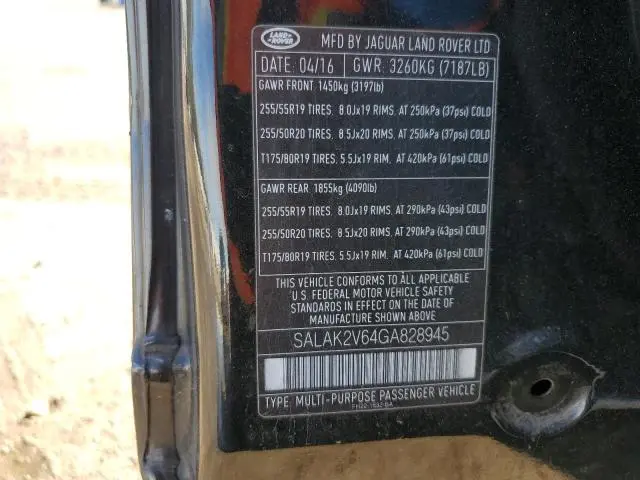 LAND ROVER
MFD BY JAGUAR LAND ROVER LTD
DATE: 04/16 GWR: 3260KG (7187LB)
GAWR FRONT 1450kg (3197lb)
255/55R19 TIRES. 8.0Jx19 RIMS. AT 250kPa (37psi) COLD
255/50R20 TIRES. 8.5Jx20 RIMS. AT 250kPa (37psi) COLD
T175/80R19 TIRES. 5.5Jx19 RIM. AT 420kPa (61psi) COLD
GAWR REAR 1855kg (4090lb)
255/55R19 TIRES. 8.0Jx19 RIMS. AT 290kPa (43psi) COLD
255/50R20 TIRES. 8.5Jx20 RIMS. AT 290kPa (43psi) COLD
T175/80R19 TIRES. 5.5Jx19 RIM. AT 420kPa (61psi) COLD
THIS VEHICLE CONFORMS TO ALL APPLICABLE
U.S. FEDERAL MOTOR VEHICLE SAFETY
STANDARDS IN EFFECT ON THE DATE OF
MANUFACTURE SHOWN ABOVE.
SALAK2V64GA828945
TYPE: MULTI-PURPOSE PASSENGER VEHICLE